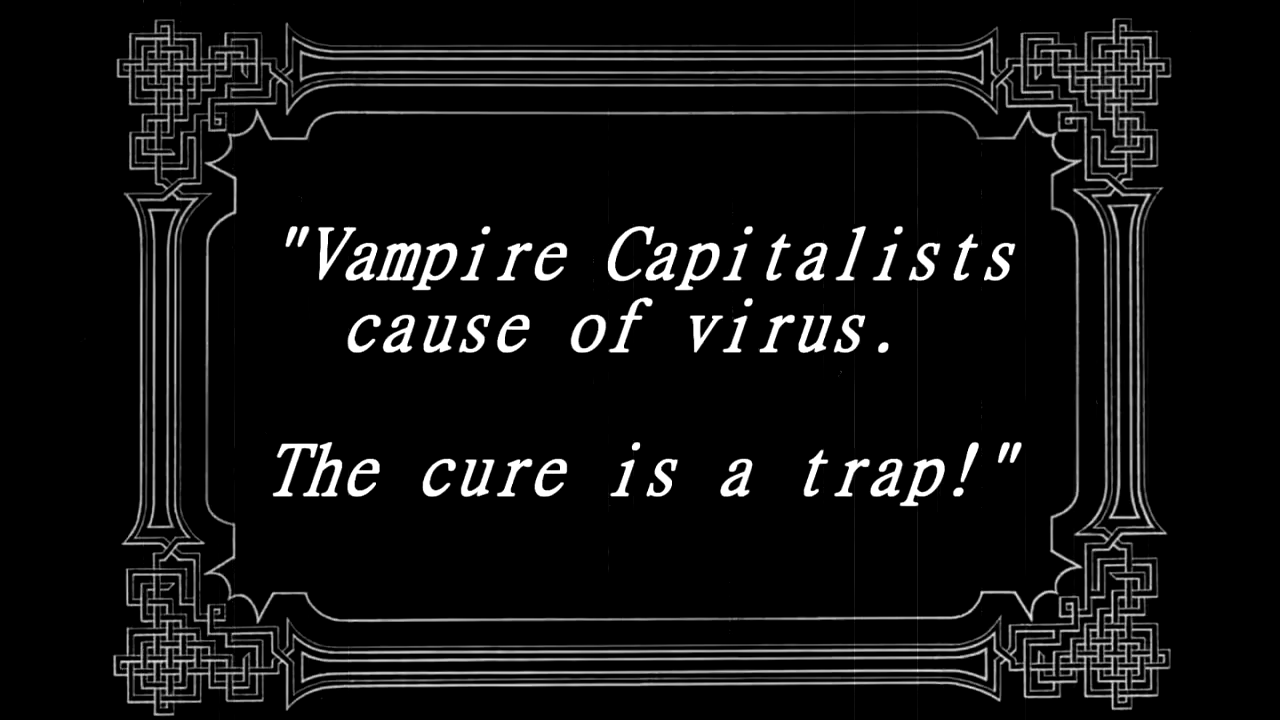 "Vampire Capitalists
cause of virus.
The cure is a trap!"